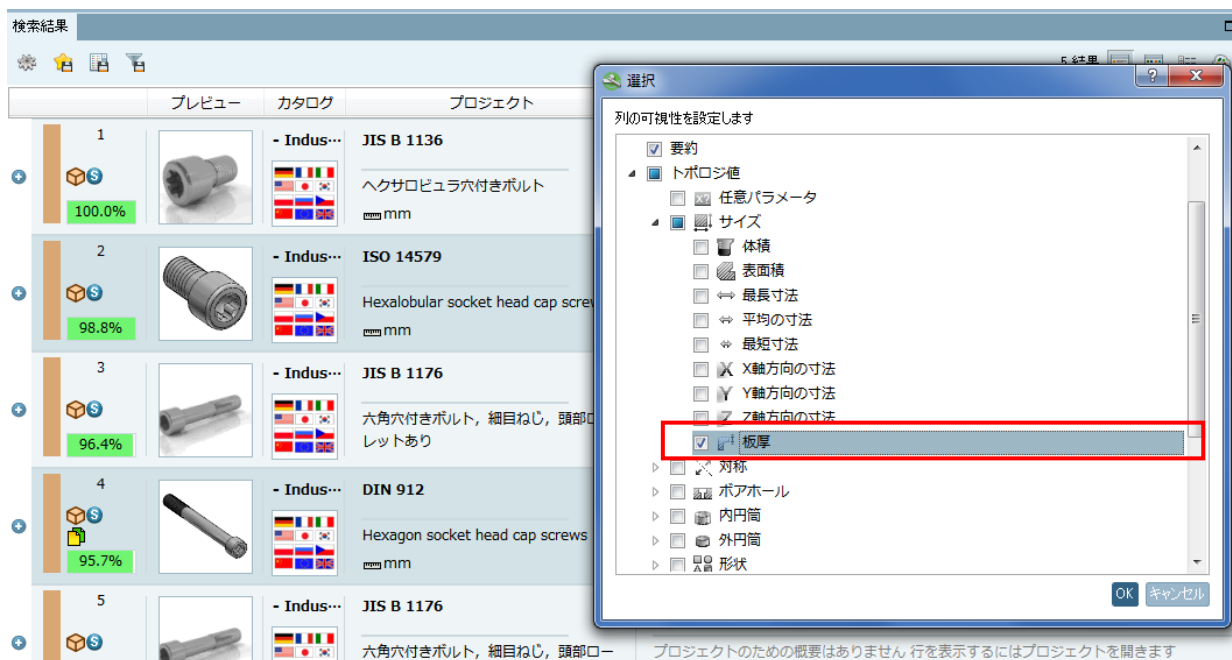 検索結果
5 結果
プレビュー カタログ プロジェクト
1
100.0%
- Indus…
JIS B 1136
ヘクサロビュラ穴付きボルト
mm
2
98.8%
- Indus…
ISO 14579
Hexalobular socket head cap screw
mm
3
96.4%
- Indus…
JIS B 1176
六角穴付きボルト，細目ねじ，頭部ロ
レットあり
4
95.7%
- Indus…
DIN 912
Hexagon socket head cap screws
mm
5
- Indus…
JIS B 1176
六角穴付きボルト，細目ねじ，頭部ロー
プロジェクトのための概要はありません 行を表示するにはプロジェクトを開きます
選択
列の可視性を設定します
要約
トポロジ値
任意パラメータ
サイズ
体積
表面積
最長寸法
平均の寸法
最短寸法
X軸方向の寸法
Y軸方向の寸法
Z軸方向の寸法
板厚
対称
ボアホール
内円筒
外円筒
形状
OK キャンセル